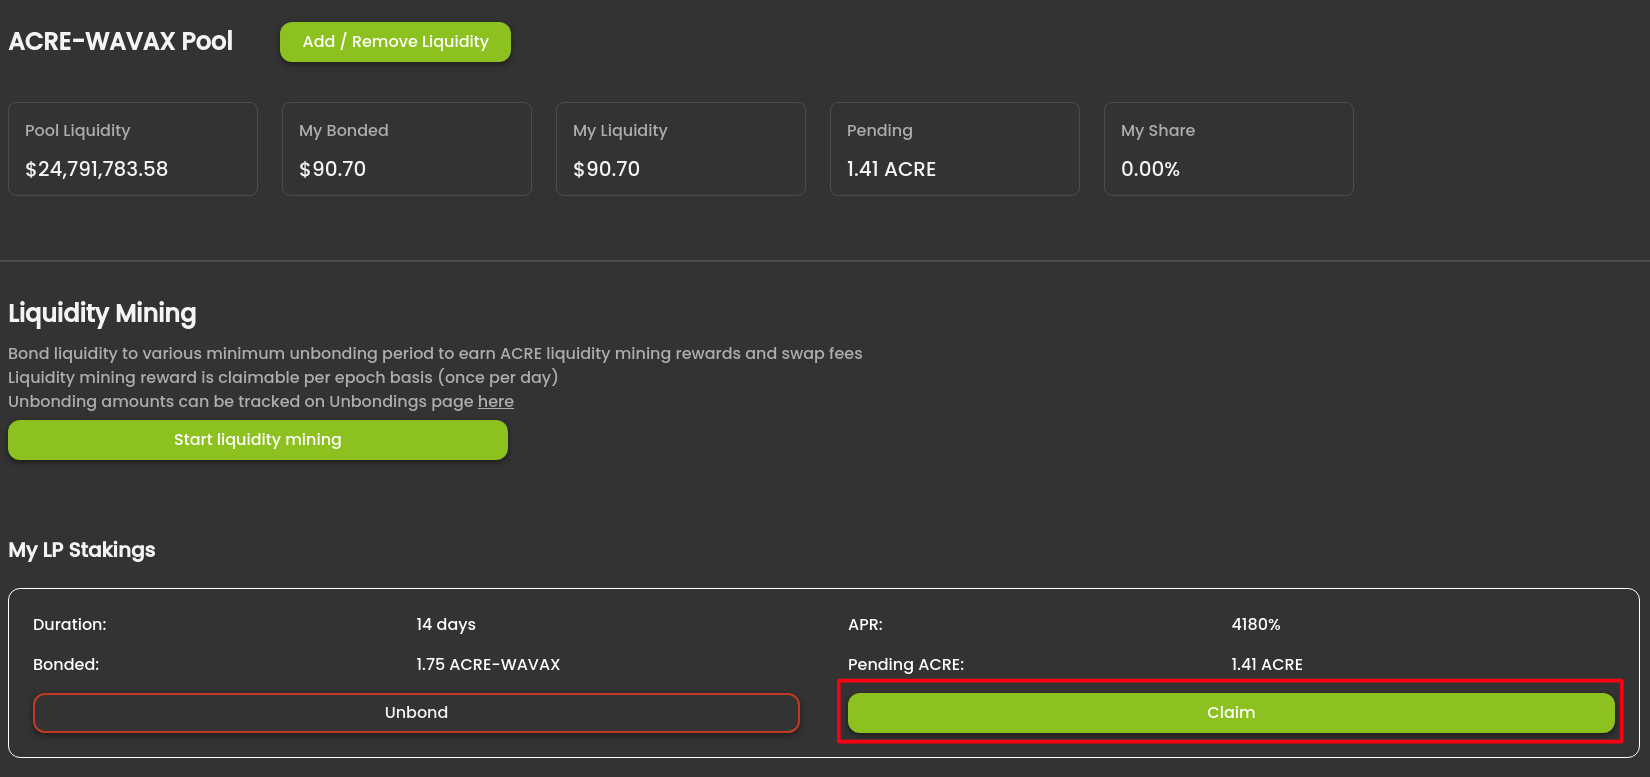 ACRE-WAVAX Pool
Add / Remove Liquidity
Pool Liquidity
$24,791,783.58
My Bonded
$90.70
My Liquidity
$90.70
Pending
1.41 ACRE
My Share
0.00%
Liquidity Mining
Bond liquidity to various minimum unbonding period to earn ACRE liquidity mining rewards and swap fees
Liquidity mining reward is claimable per epoch basis (once per day)
Unbonding amounts can be tracked on Unbondings page here
Start liquidity mining
My LP Stakings
Duration: 14 days APR: 4180%
Bonded: 1.75 ACRE-WAVAX Pending ACRE: 1.41 ACRE
Unbond Claim